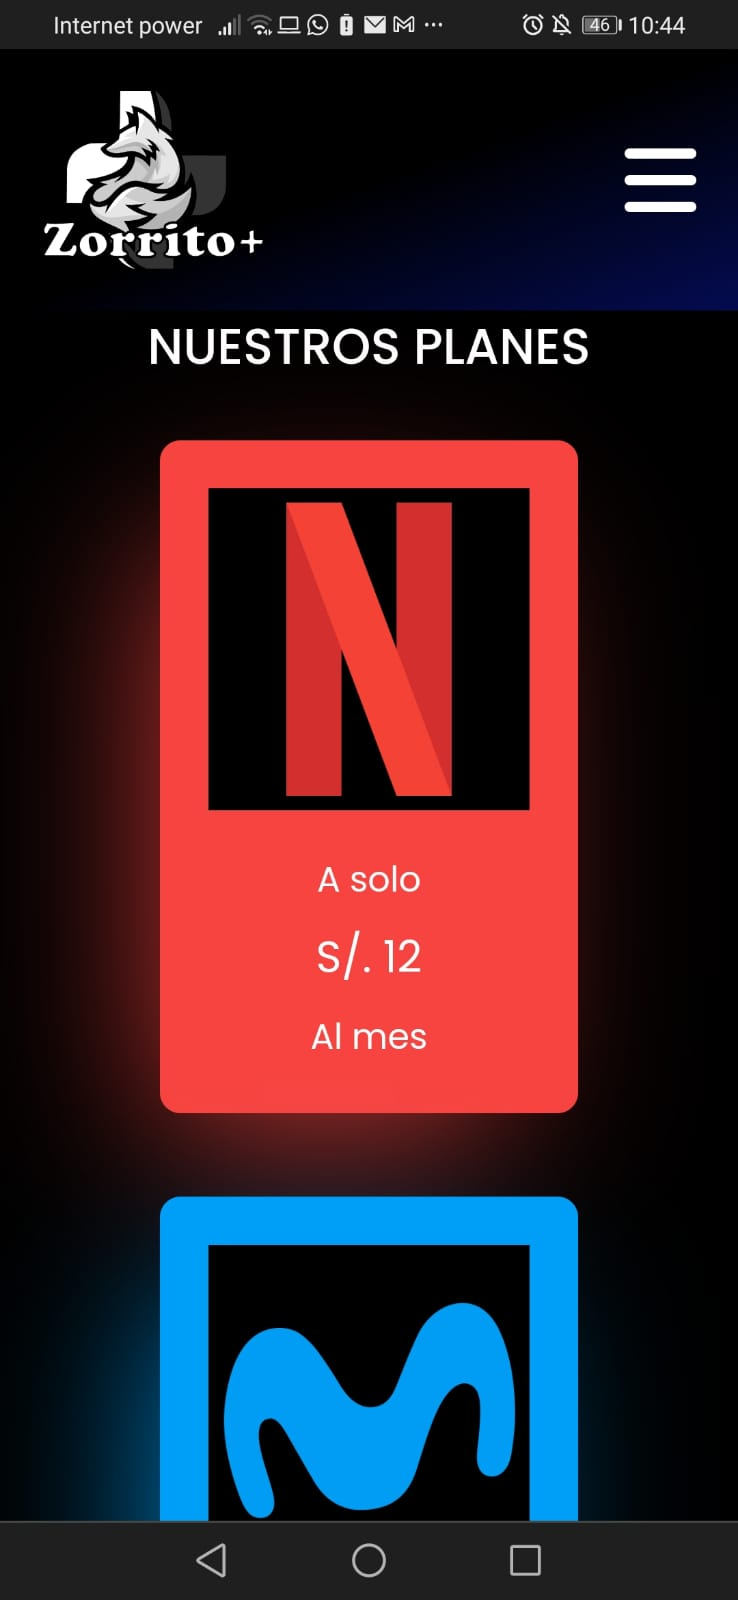 Internet power
46
10:44
Zorrito+
NUESTROS PLANES
N
A solo
S/. 12
Al mes